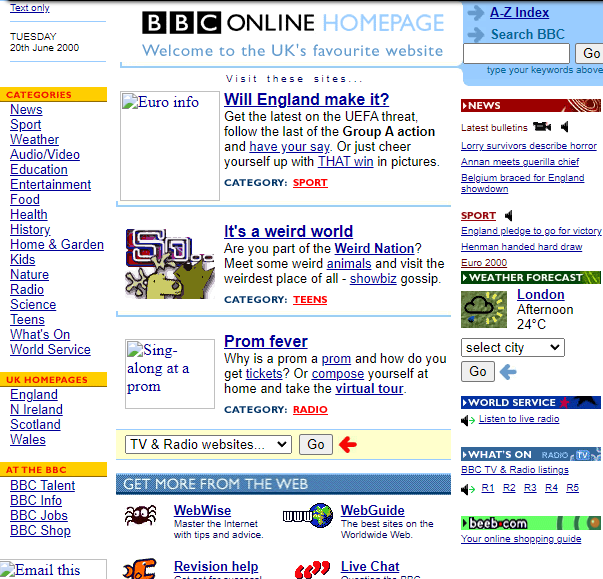 Text only
TUESDAY
20th June 2000
CATEGORIES
News
Sport
Weather
Audio/Video
Education
Entertainment
Food
Health
History
Home & Garden
Kids
Nature
Radio
Science
Teens
What's On
World Service
UK HOMEPAGES
England
N Ireland
Scotland
Wales
AT THE BBC
BBC Talent
BBC Info
BBC Jobs
BBC Shop
Email this
BBC ONLINE HOMEPAGE
Welcome to the UK's favourite website
Visit these sites...
Euro info
Will England make it?
Get the latest on the UEFA threat,
follow the last of the Group A action
and have your say. Or just cheer
yourself up with THAT win in pictures.
CATEGORY: SPORT
So..
It's a weird world
Are you part of the Weird Nation?
Meet some weird animals and visit the
weirdest place of all - showbiz gossip.
CATEGORY: TEENS
Sing-
along at a
prom
Prom fever
Why is a prom a prom and how do you
get tickets? Or compose yourself at
home and take the virtual tour.
CATEGORY: RADIO
TV & Radio websites... Go
GET MORE FROM THE WEB
WebWise
Master the Internet
with tips and advice.
WebGuide
The best sites on the
Worldwide Web.
Revision help
Live Chat
A-Z Index
Search BBC
Go
type your keywords above
NEWS
Latest bulletins
Lorry survivors describe horror
Annan meets guerilla chief
Belgium braced for England
showdown
SPORT
England pledge to go for victory
Henman handed hard draw
Euro 2000
WEATHER FORECAST
London
Afternoon
24°C
select city
Go
WORLD SERVICE
Listen to live radio
WHAT'S ON RADIO TV
BBC TV & Radio listings
R1 R2 R3 R4 R5
beeb.com
Your online shopping guide